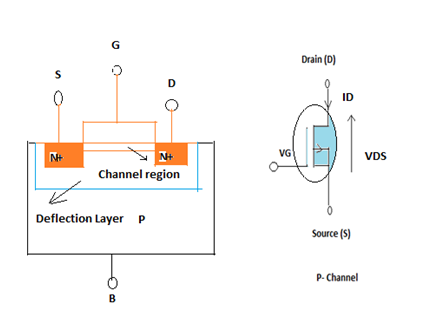 G
S
D
N+
N+
Channel region
Deflection Layer P
B
Drain (D)
ID
VG
VDS
Source (S)
P- Channel